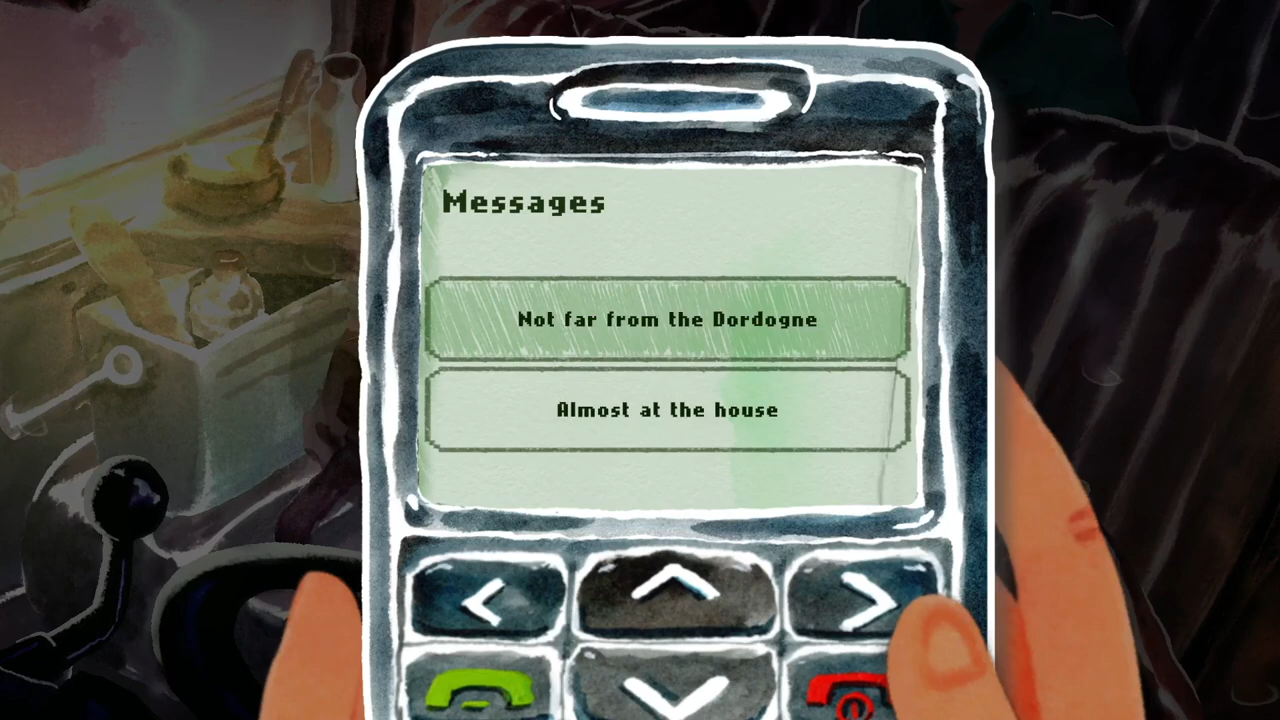 Messages
Not far from the Dordogne
Almost at the house